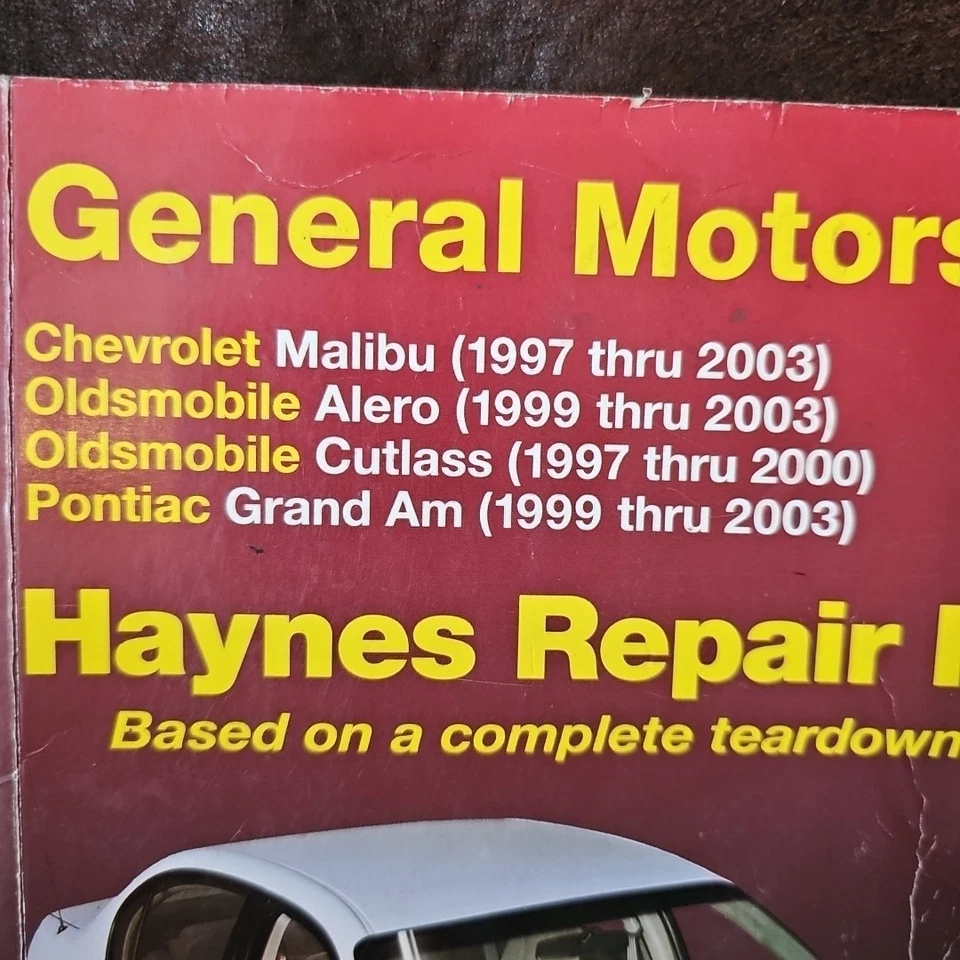 General Motors
Chevrolet Malibu (1997 thru 2003)
Oldsmobile Alero (1999 thru 2003)
Oldsmobile Cutlass (1997 thru 2000)
Pontiac Grand Am (1999 thru 2003)
Haynes Repair
Based on a complete teardown